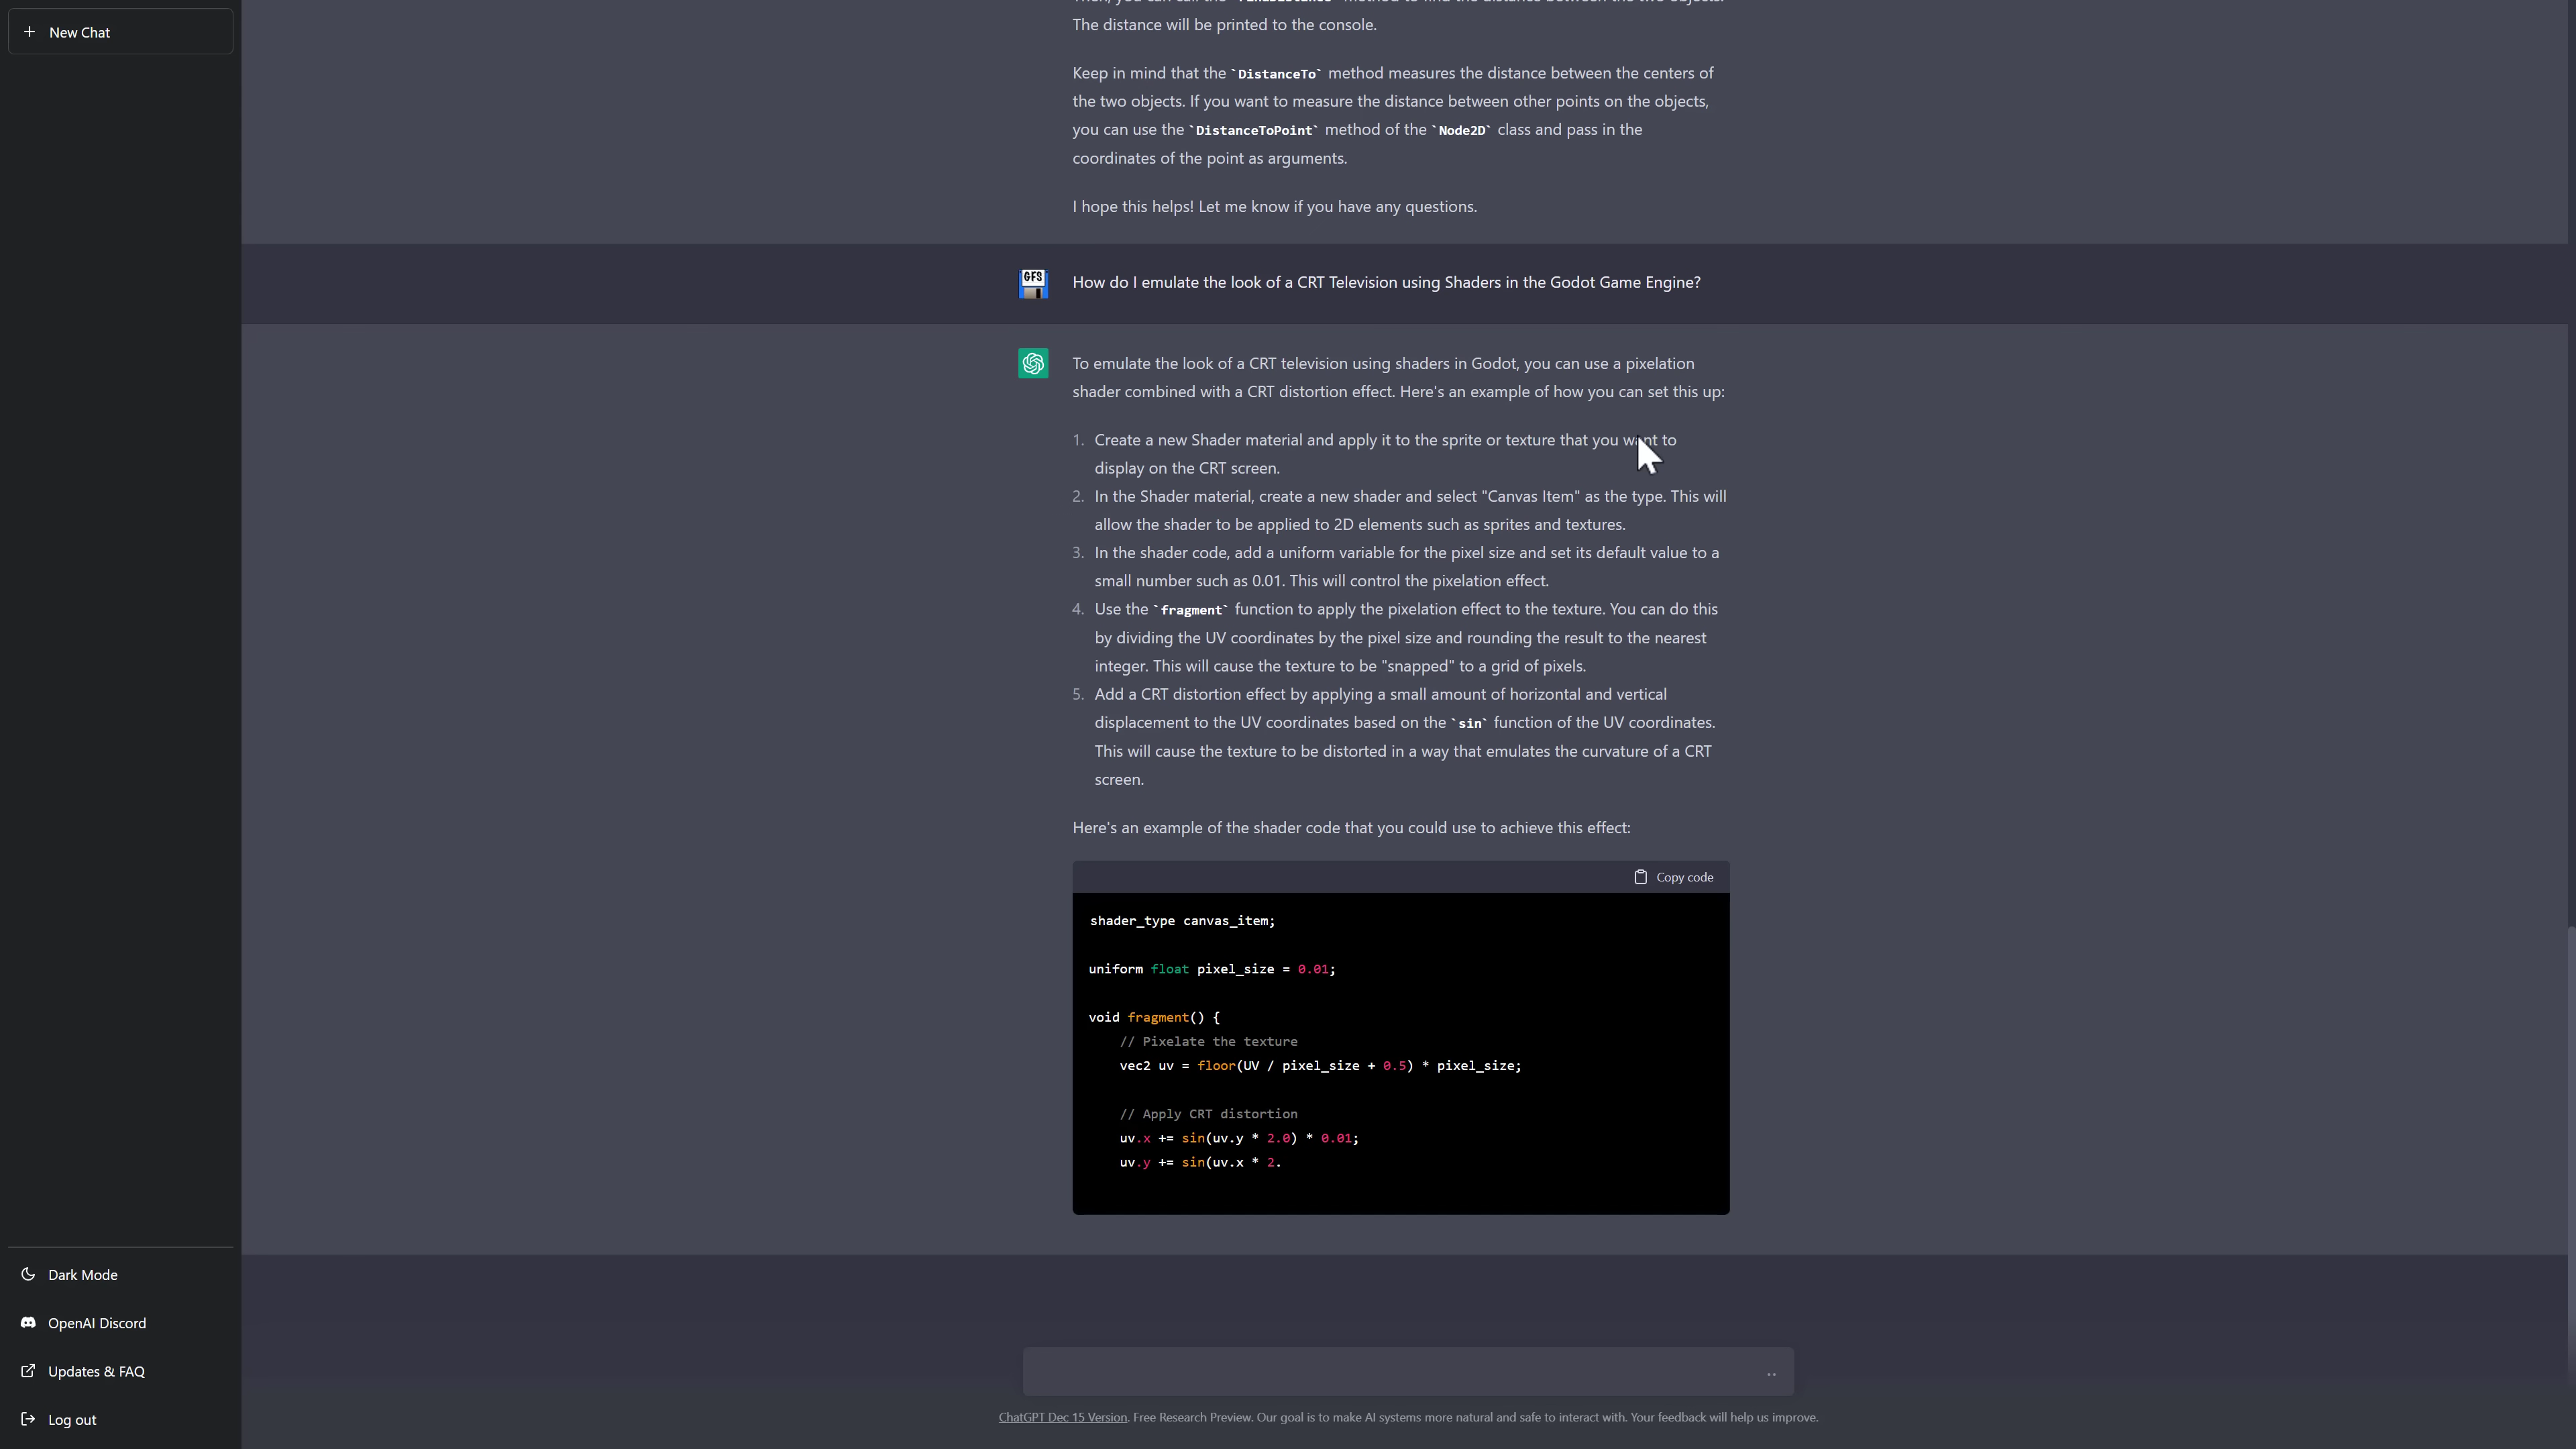 New Chat
The distance will be printed to the console.
Keep in mind that the `DistanceTo` method measures the distance between the centers of
the two objects. If you want to measure the distance between other points on the objects,
you can use the `DistanceToPoint` method of the `Node2D` class and pass in the
coordinates of the point as arguments.
I hope this helps! Let me know if you have any questions.
GFS
How do I emulate the look of a CRT Television using Shaders in the Godot Game Engine?
To emulate the look of a CRT television using shaders in Godot, you can use a pixelation
shader combined with a CRT distortion effect. Here's an example of how you can set this up:
1. Create a new Shader material and apply it to the sprite or texture that you want to
display on the CRT screen.
2. In the Shader material, create a new shader and select "Canvas Item" as the type. This will
allow the shader to be applied to 2D elements such as sprites and textures.
3. In the shader code, add a uniform variable for the pixel size and set its default value to a
small number such as 0.01. This will control the pixelation effect.
4. Use the `fragment` function to apply the pixelation effect to the texture. You can do this
by dividing the UV coordinates by the pixel size and rounding the result to the nearest
integer. This will cause the texture to be "snapped" to a grid of pixels.
5. Add a CRT distortion effect by applying a small amount of horizontal and vertical
displacement to the UV coordinates based on the `sin` function of the UV coordinates.
This will cause the texture to be distorted in a way that emulates the curvature of a CRT
screen.
Here's an example of the shader code that you could use to achieve this effect:
Copy code
shader_type canvas_item;
uniform float pixel_size = 0.01;
void fragment() {
// Pixelate the texture
vec2 uv = floor(UV / pixel_size + 0.5) * pixel_size;
// Apply CRT distortion
uv.x += sin(uv.y * 2.0) * 0.01;
uv.y += sin(uv.x * 2.
Dark Mode
OpenAI Discord
Updates & FAQ
Log out
ChatGPT Dec 15 Version. Free Research Preview. Our goal is to make AI systems more natural and safe to interact with. Your feedback will help us improve.